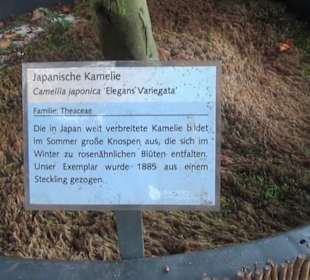 Japanische Kamelie
Camellia japonica 'Elegans Variegata'
Familie: Theaceae
Die in Japan weit verbreitete Kamelie bildet
im Sommer große Knospen aus, die sich im
Winter zu rosenähnlichen Blüten entfalten.
Unser Exemplar wurde 1885 aus einem
Steckling gezogen.